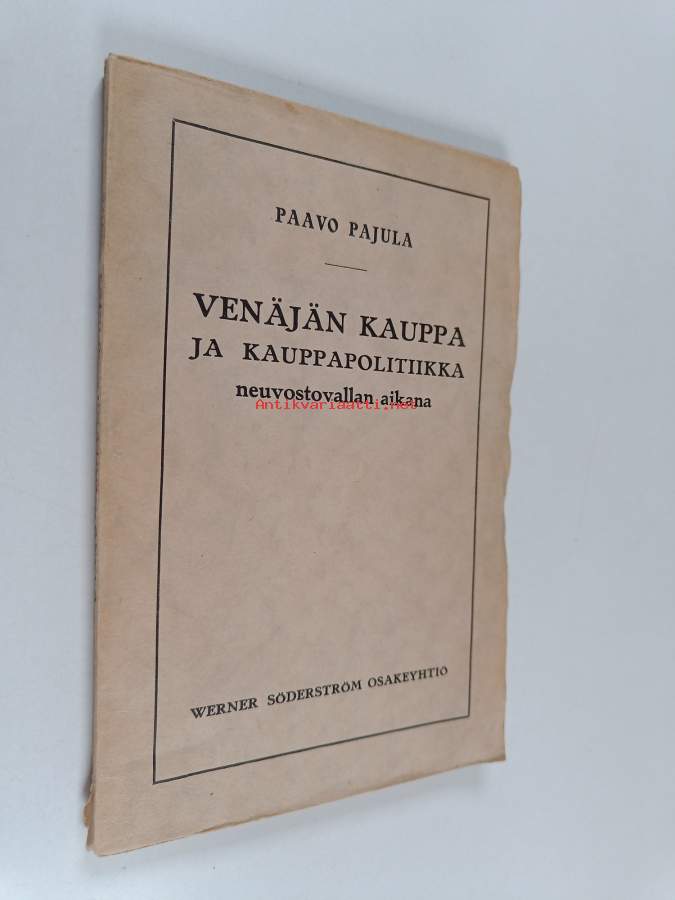 PAAVO PAJULA
VENÄJÄN KAUPPA
JA KAUPPAPOLITIIKKA
neuvostovallan aikana
Antikvariaatti.net
WERNER SÖDERSTRÖM OSAKEYHTIÖ